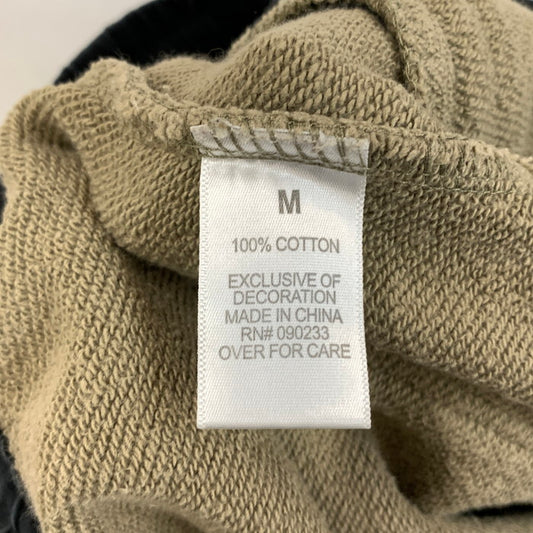 M
100% COTTON
EXCLUSIVE OF
DECORATION
MADE IN CHINA
RN# 090233
OVER FOR CARE